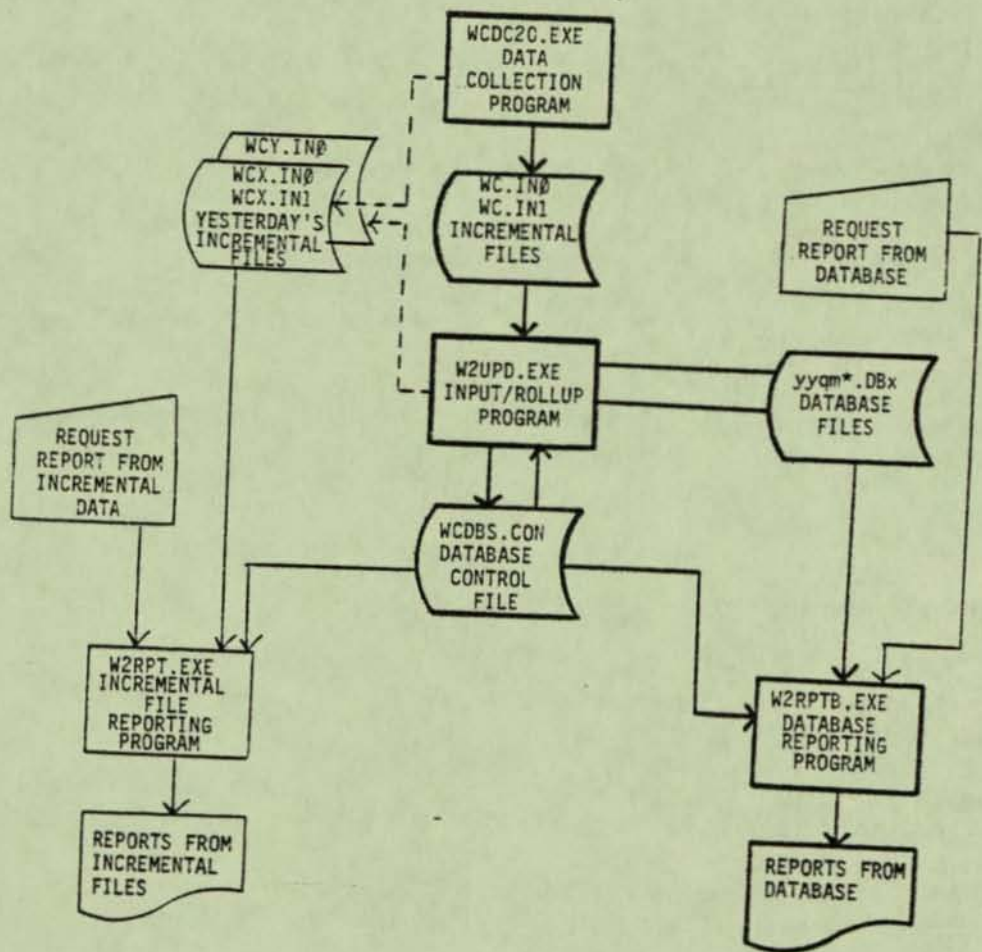 WCDC2C.EXE
DATA
COLLECTION
PROGRAM
WCY.INØ
WCX.INØ
WCX.IN1
YESTERDAY'S
INCREMENTAL
FILES
WC.INØ
WC.IN1
INCREMENTAL
FILES
REQUEST
REPORT FROM
DATABASE
W2UPD.EXE
INPUT/ROLLUP
PROGRAM
yyqm*.DBx
DATABASE
FILES
REQUEST
REPORT FROM
INCREMENTAL
DATA
WCDBS.CON
DATABASE
CONTROL
FILE
W2RPT.EXE
INCREMENTAL
FILE
REPORTING
PROGRAM
W2RPTB.EXE
DATABASE
REPORTING
PROGRAM
REPORTS FROM
INCREMENTAL
FILES
REPORTS FROM
DATABASE